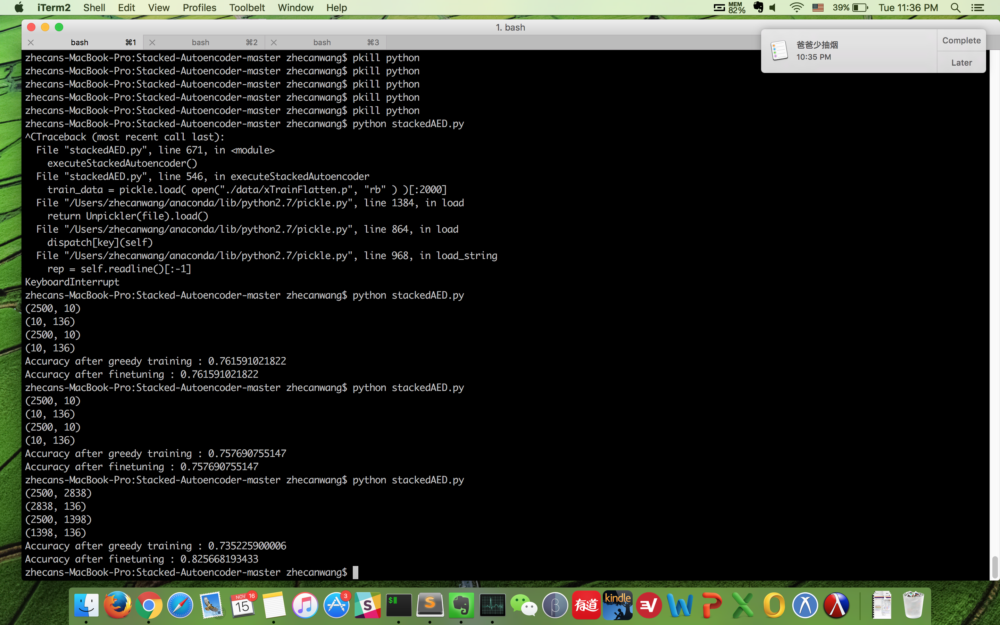 iTerm2 Shell Edit View Profiles Toolbelt Window Help MEM 82% 39% Tue 11:36 PM
1. bash
bash ⌘1 bash ⌘2 bash ⌘3
爸爸少抽烟
10:35 PM
Complete
Later
zhecans-MacBook-Pro:Stacked-Autoencoder-master zhecanwang$ pkill python
zhecans-MacBook-Pro:Stacked-Autoencoder-master zhecanwang$ pkill python
zhecans-MacBook-Pro:Stacked-Autoencoder-master zhecanwang$ pkill python
zhecans-MacBook-Pro:Stacked-Autoencoder-master zhecanwang$ pkill python
zhecans-MacBook-Pro:Stacked-Autoencoder-master zhecanwang$ pkill python
zhecans-MacBook-Pro:Stacked-Autoencoder-master zhecanwang$ python stackedAED.py
^CTraceback (most recent call last):
  File "stackedAED.py", line 671, in <module>
    executeStackedAutoencoder()
  File "stackedAED.py", line 546, in executeStackedAutoencoder
    train_data = pickle.load( open("./data/xTrainFlatten.p", "rb" ) )[:2000]
  File "/Users/zhecanwang/anaconda/lib/python2.7/pickle.py", line 1384, in load
    return Unpickler(file).load()
  File "/Users/zhecanwang/anaconda/lib/python2.7/pickle.py", line 864, in load
    dispatch[key](self)
  File "/Users/zhecanwang/anaconda/lib/python2.7/pickle.py", line 968, in load_string
    rep = self.readline()[:-1]
KeyboardInterrupt
zhecans-MacBook-Pro:Stacked-Autoencoder-master zhecanwang$ python stackedAED.py
(2500, 10)
(10, 136)
(2500, 10)
(10, 136)
Accuracy after greedy training : 0.761591021822
Accuracy after finetuning : 0.761591021822
zhecans-MacBook-Pro:Stacked-Autoencoder-master zhecanwang$ python stackedAED.py
(2500, 10)
(10, 136)
(2500, 10)
(10, 136)
Accuracy after greedy training : 0.757690755147
Accuracy after finetuning : 0.757690755147
zhecans-MacBook-Pro:Stacked-Autoencoder-master zhecanwang$ python stackedAED.py
(2500, 2838)
(2838, 136)
(2500, 1398)
(1398, 136)
Accuracy after greedy training : 0.735225900006
Accuracy after finetuning : 0.825668193433
zhecans-MacBook-Pro:Stacked-Autoencoder-master zhecanwang$
NOV 16 3 kindle
15 S $ S β 有道 EV W P X O